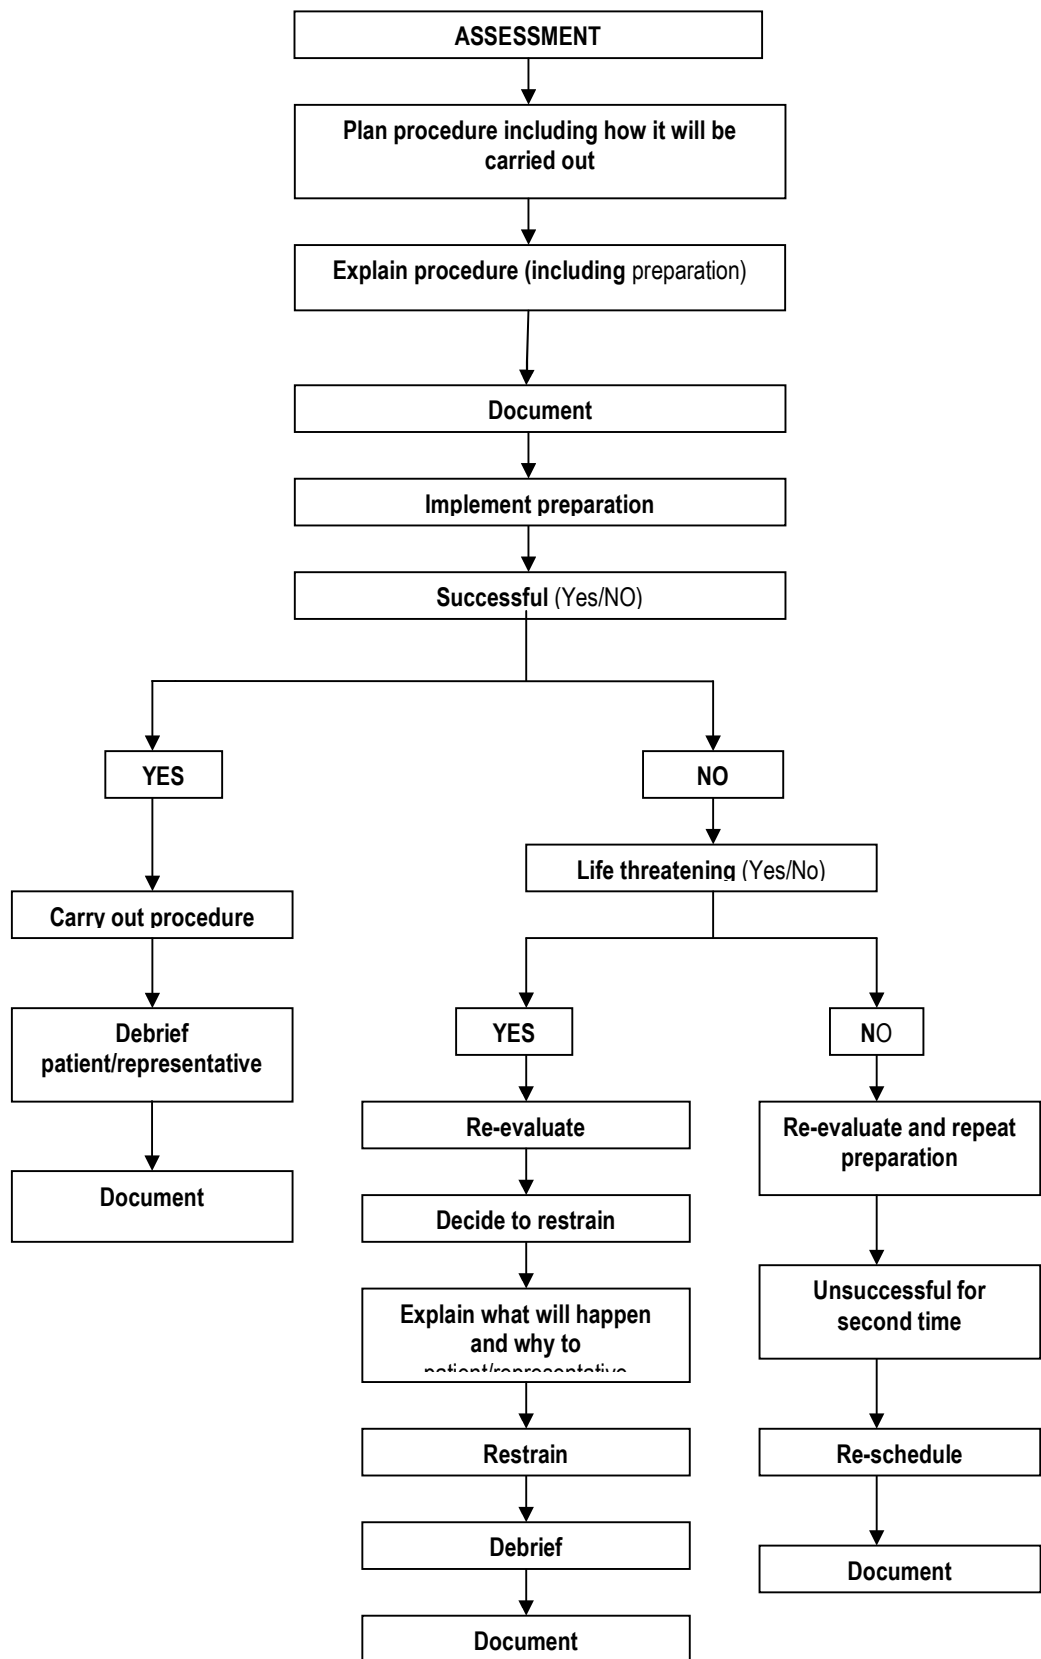 ASSESSMENT
Plan procedure including how it will be
carried out
Explain procedure (including preparation)
Document
Implement preparation
Successful (Yes/NO)
YES
NO
Life threatening (Yes/No)
Carry out procedure
Debrief
patient/representative
Document
YES
Re-evaluate
Decide to restrain
Explain what will happen
and why to
patient/representative
Restrain
Debrief
Document
NO
Re-evaluate and repeat
preparation
Unsuccessful for
second time
Re-schedule
Document